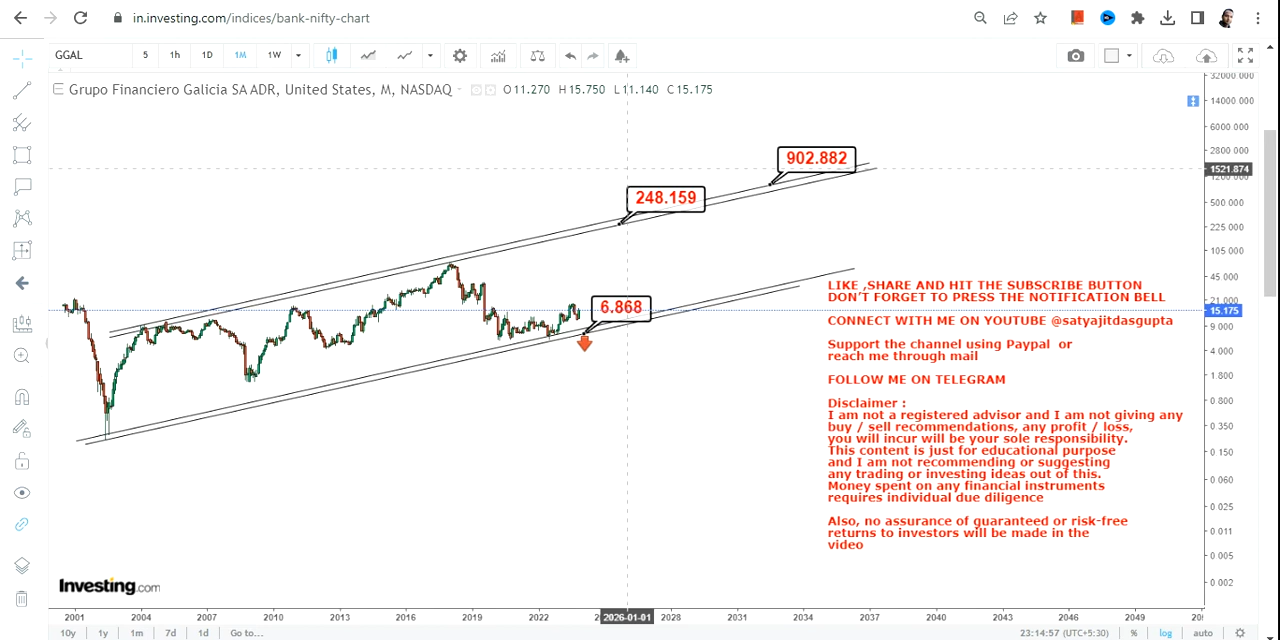 in.investing.com/indices/bank-nifty-chart
GGAL 5 1h 1D 1M 1W
Grupo Financiero Galicia SA ADR, United States, M, NASDAQ O11.270 H15.750 L11.140 C15.175
32000.000
14000.000
6000.000
2800.000
1521.874
1200.000
500.000
225.000
105.000
45.000
21.000
15.175
9.000
4.000
1.800
0.800
0.350
0.150
0.060
0.025
0.011
0.005
0.002
902.882
248.159
6.868
LIKE ,SHARE AND HIT THE SUBSCRIBE BUTTON
DON'T FORGET TO PRESS THE NOTIFICATION BELL
CONNECT WITH ME ON YOUTUBE @satyajitdasgupta
Support the channel using Paypal or
reach me through mail
FOLLOW ME ON TELEGRAM
Disclaimer :
I am not a registered advisor and I am not giving any
buy / sell recommendations, any profit / loss,
you will incur will be your sole responsibility.
This content is just for educational purpose
and I am not recommending or suggesting
any trading or investing ideas out of this.
Money spent on any financial instruments
requires individual due diligence
Also, no assurance of guaranteed or risk-free
returns to investors will be made in the
video
Investing.com
2001 2004 2007 2010 2013 2016 2019 2022 2026-01-01 2028 2031 2034 2037 2040 2043 2046 2049
10y 1y 1m 7d 1d Go to... 23:14:57 (UTC+5:30) % log auto